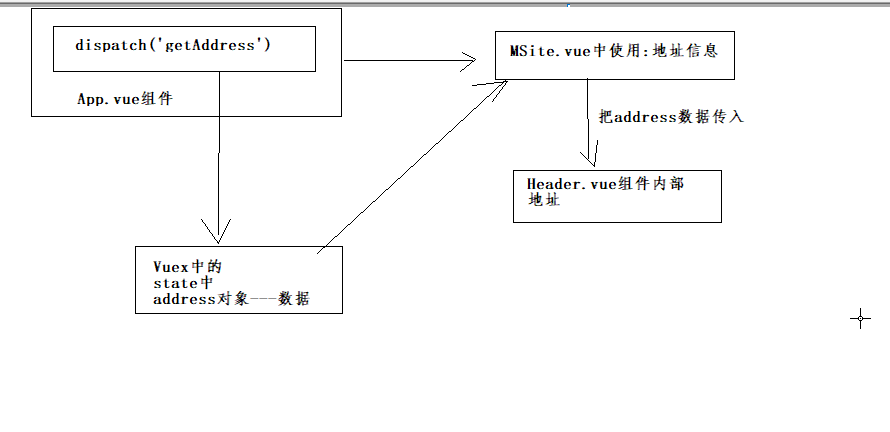 dispatch('getAddress')
App.vue组件
MSite.vue中使用:地址信息
把address数据传入
Header.vue组件内部
地址
Vuex中的
state中
address对象---数据